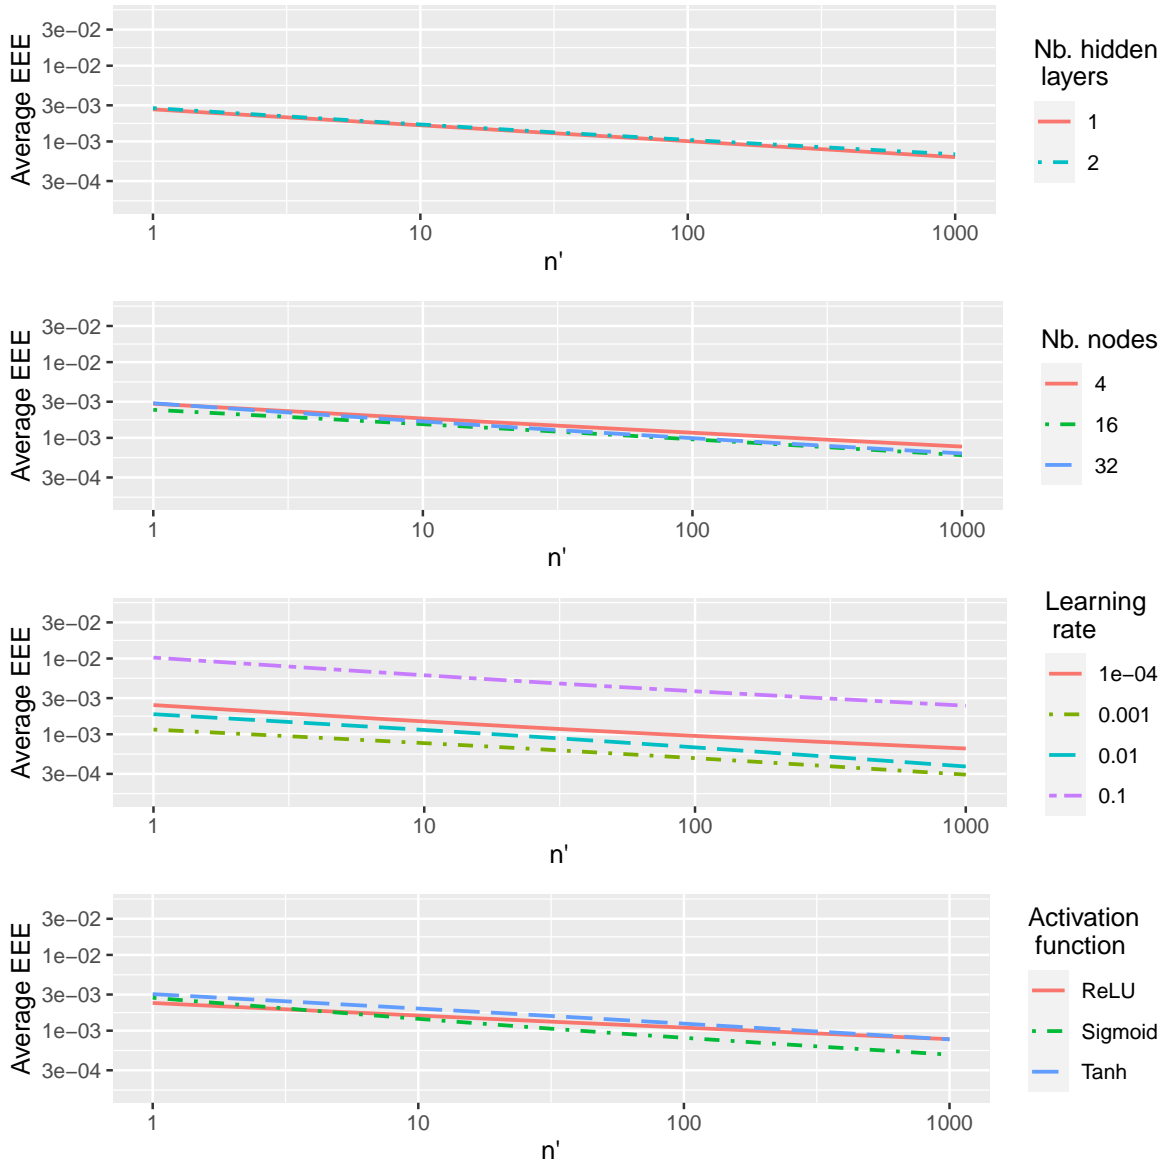 Average EEE
3e−02
1e−02
3e−03
1e−03
3e−04
1 10 100 1000
n'
Nb. hidden
layers
1
2
Average EEE
3e−02
1e−02
3e−03
1e−03
3e−04
1 10 100 1000
n'
Nb. nodes
4
16
32
Average EEE
3e−02
1e−02
3e−03
1e−03
3e−04
1 10 100 1000
n'
Learning
rate
1e−04
0.001
0.01
0.1
Average EEE
3e−02
1e−02
3e−03
1e−03
3e−04
1 10 100 1000
n'
Activation
function
ReLU
Sigmoid
Tanh